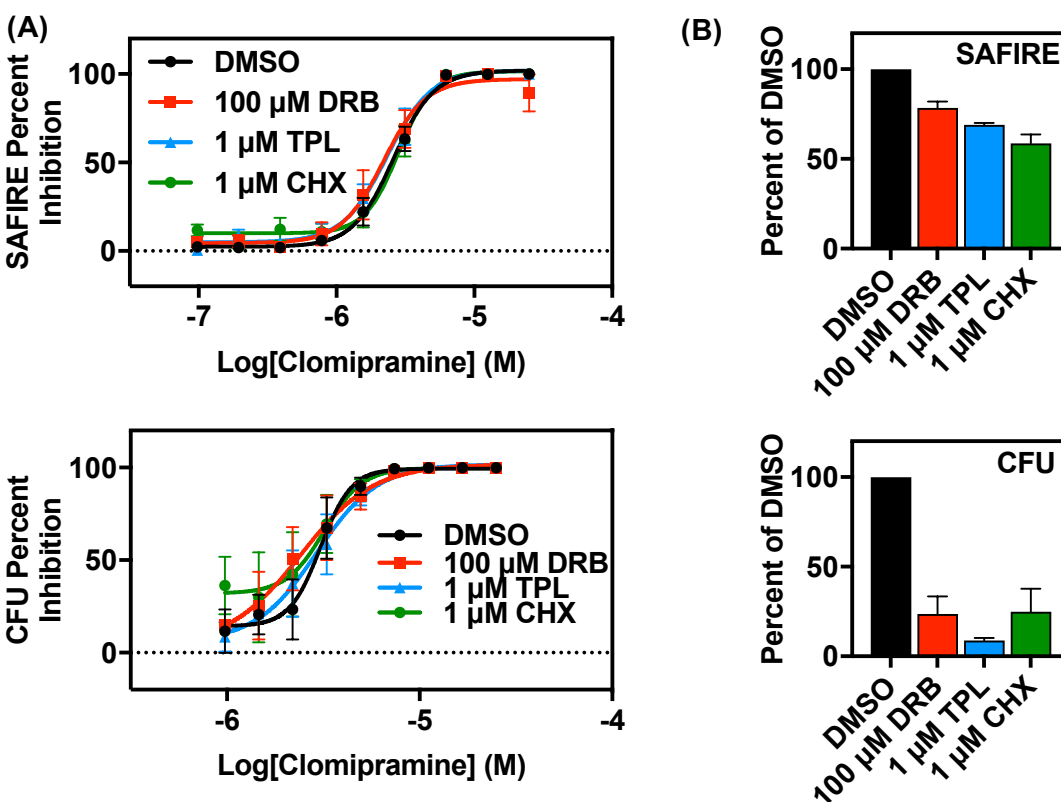 (A)
SAFIRE Percent
Inhibition
100
50
0
DMSO
100 µM DRB
1 µM TPL
1 µM CHX
-7
-6
-5
-4
Log[Clomipramine] (M)
(B)
Percent of DMSO
100
50
0
SAFIRE
DMSO
100 µM DRB
1 µM TPL
1 µM CHX
CFU Percent
Inhibition
100
50
0
DMSO
100 µM DRB
1 µM TPL
1 µM CHX
-6
-5
-4
Log[Clomipramine] (M)
Percent of DMSO
100
50
0
CFU
DMSO
100 µM DRB
1 µM TPL
1 µM CHX